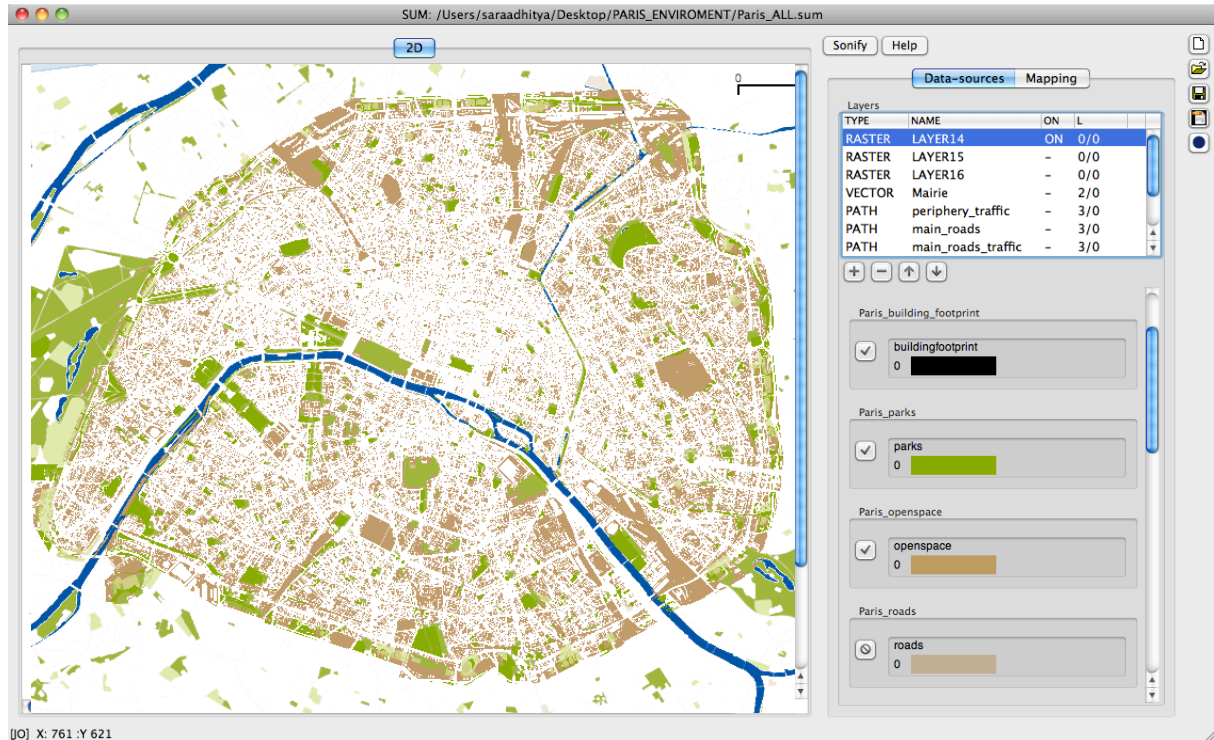 SUM: /Users/saraadhitya/Desktop/PARIS_ENVIROMENT/Paris_ALL.sum
2D
Sonify Help
Data-sources Mapping
0
Layers
TYPE NAME ON L
RASTER LAYER14 ON 0/0
RASTER LAYER15 – 0/0
RASTER LAYER16 – 0/0
VECTOR Mairie – 2/0
PATH periphery_traffic – 3/0
PATH main_roads – 3/0
PATH main_roads_traffic – 3/0
Paris_building_footprint
buildingfootprint
0
Paris_parks
parks
0
Paris_openspace
openspace
0
Paris_roads
roads
0
[JO] X: 761 :Y 621